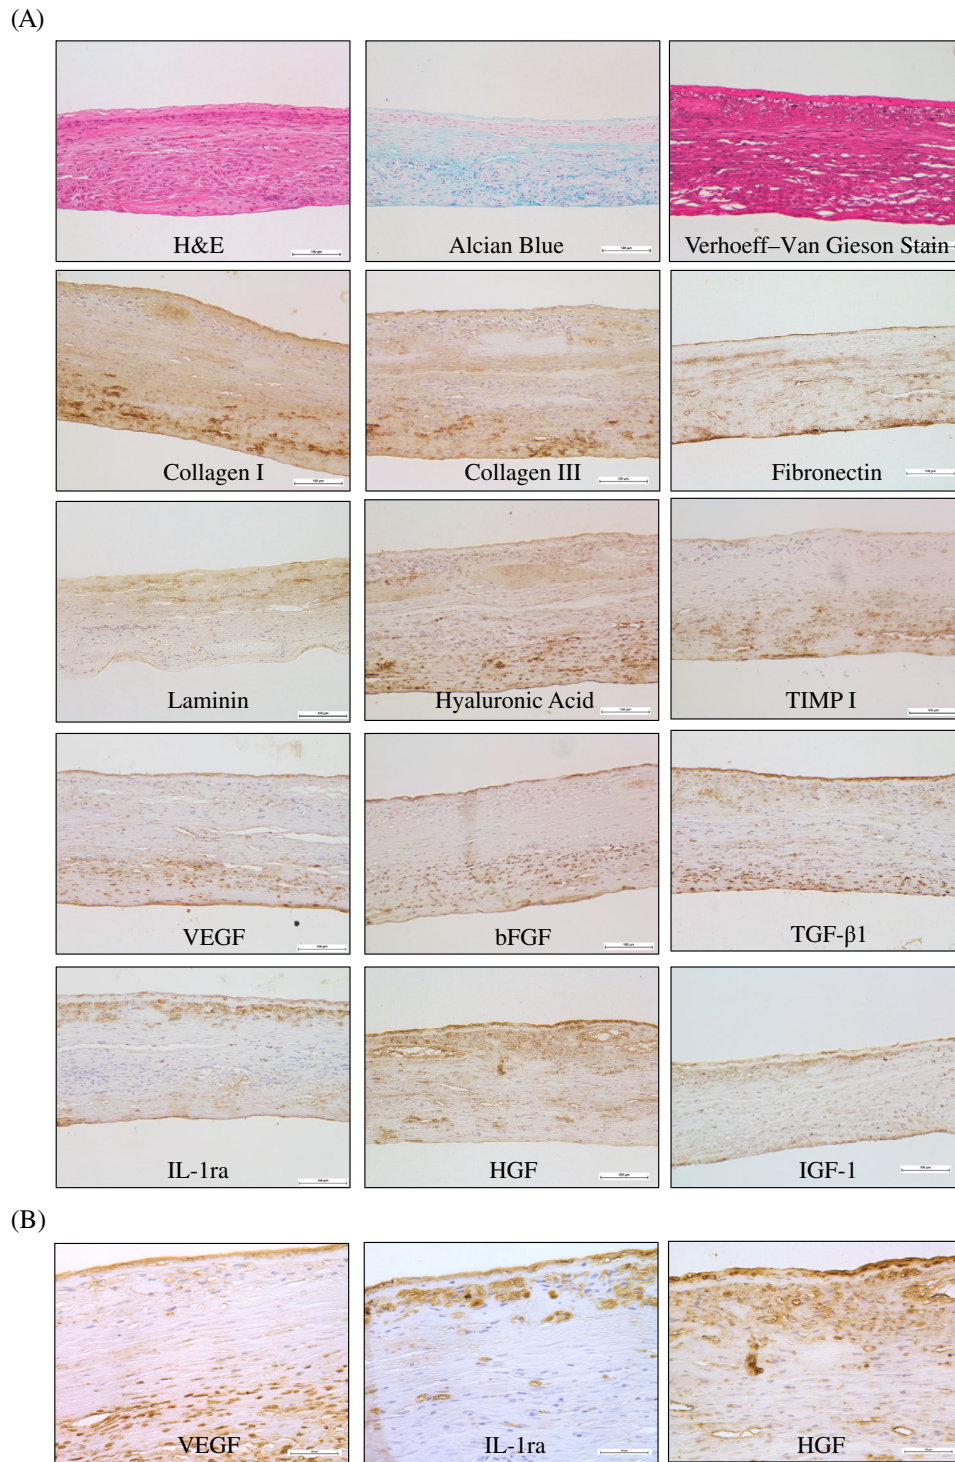 (A)
H&E
Alcian Blue
Verhoeff–Van Gieson Stain
Collagen I
Collagen III
Fibronectin
Laminin
Hyaluronic Acid
TIMP I
VEGF
bFGF
TGF-β1
IL-1ra
HGF
IGF-1
(B)
VEGF
IL-1ra
HGF